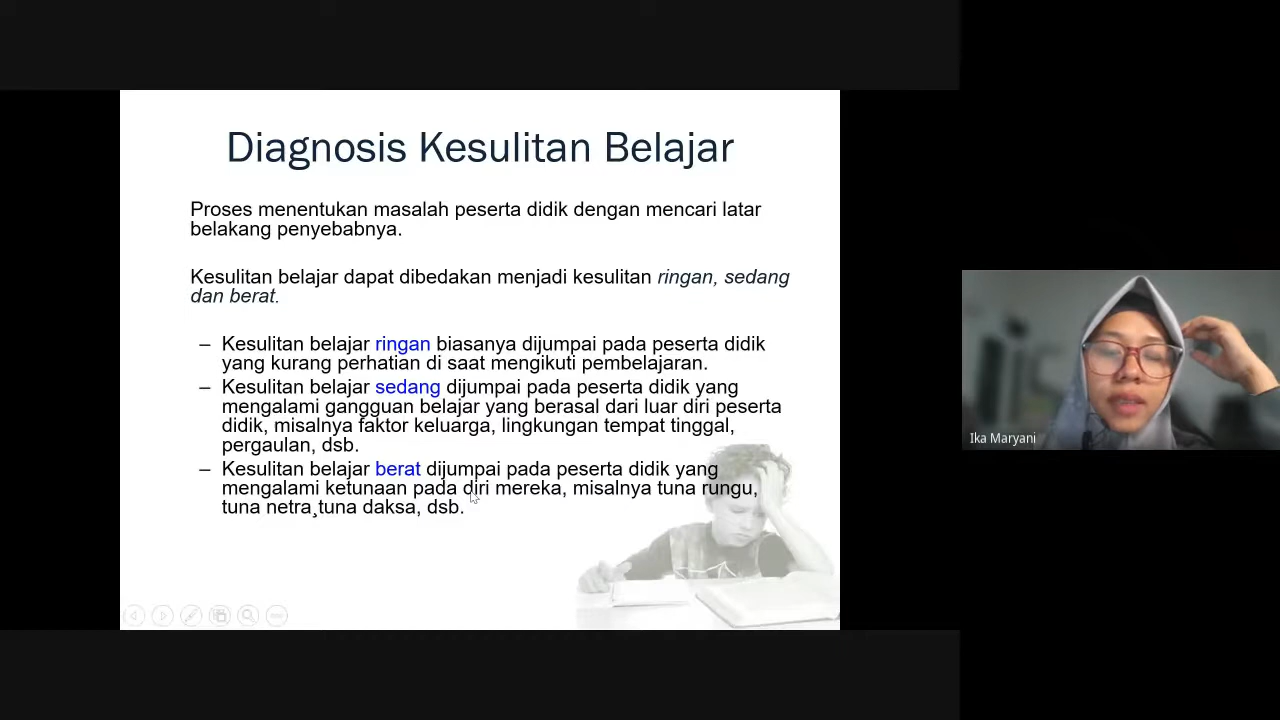 Diagnosis Kesulitan Belajar
Proses menentukan masalah peserta didik dengan mencari latar
belakang penyebabnya.
Kesulitan belajar dapat dibedakan menjadi kesulitan ringan, sedang
dan berat.
– Kesulitan belajar ringan biasanya dijumpai pada peserta didik
yang kurang perhatian di saat mengikuti pembelajaran.
– Kesulitan belajar sedang dijumpai pada peserta didik yang
mengalami gangguan belajar yang berasal dari luar diri peserta
didik, misalnya faktor keluarga, lingkungan tempat tinggal,
pergaulan, dsb.
– Kesulitan belajar berat dijumpai pada peserta didik yang
mengalami ketunaan pada diri mereka, misalnya tuna rungu,
tuna netra¸tuna daksa, dsb.
Ika Maryani